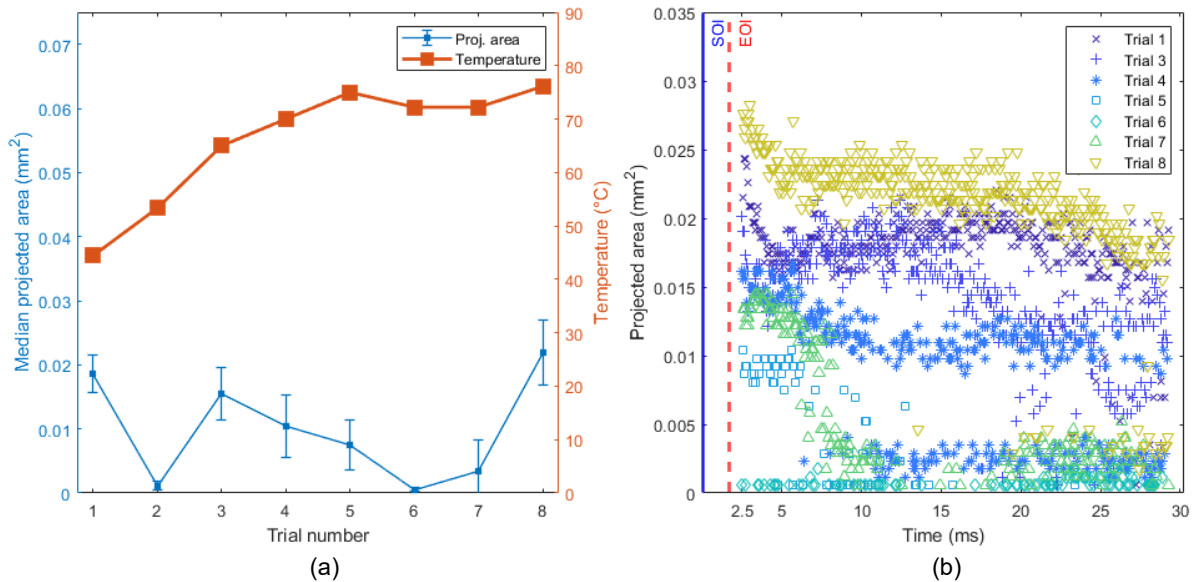 Median projected area (mm²)
0.07
0.06
0.05
0.04
0.03
0.02
0.01
0
Proj. area
Temperature
90
80
70
60
50
40
30
20
10
0
Temperature (°C)
1 2 3 4 5 6 7 8
Trial number
(a)
Projected area (mm²)
0.035
0.03
0.025
0.02
0.015
0.01
0.005
0
SOI
EOI
Trial 1
Trial 3
Trial 4
Trial 5
Trial 6
Trial 7
Trial 8
2.5 5 10 15 20 25 30
Time (ms)
(b)